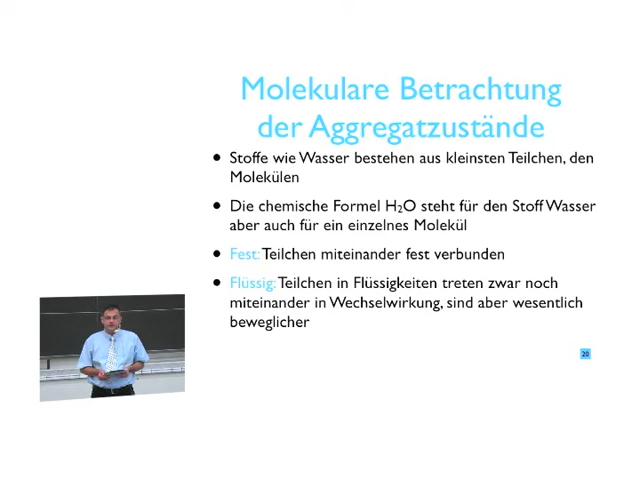 Molekulare Betrachtung
der Aggregatzustände
• Stoffe wie Wasser bestehen aus kleinsten Teilchen, den
Molekülen
• Die chemische Formel H₂O steht für den Stoff Wasser
aber auch für ein einzelnes Molekül
• Fest: Teilchen miteinander fest verbunden
• Flüssig: Teilchen in Flüssigkeiten treten zwar noch
miteinander in Wechselwirkung, sind aber wesentlich
beweglicher
20